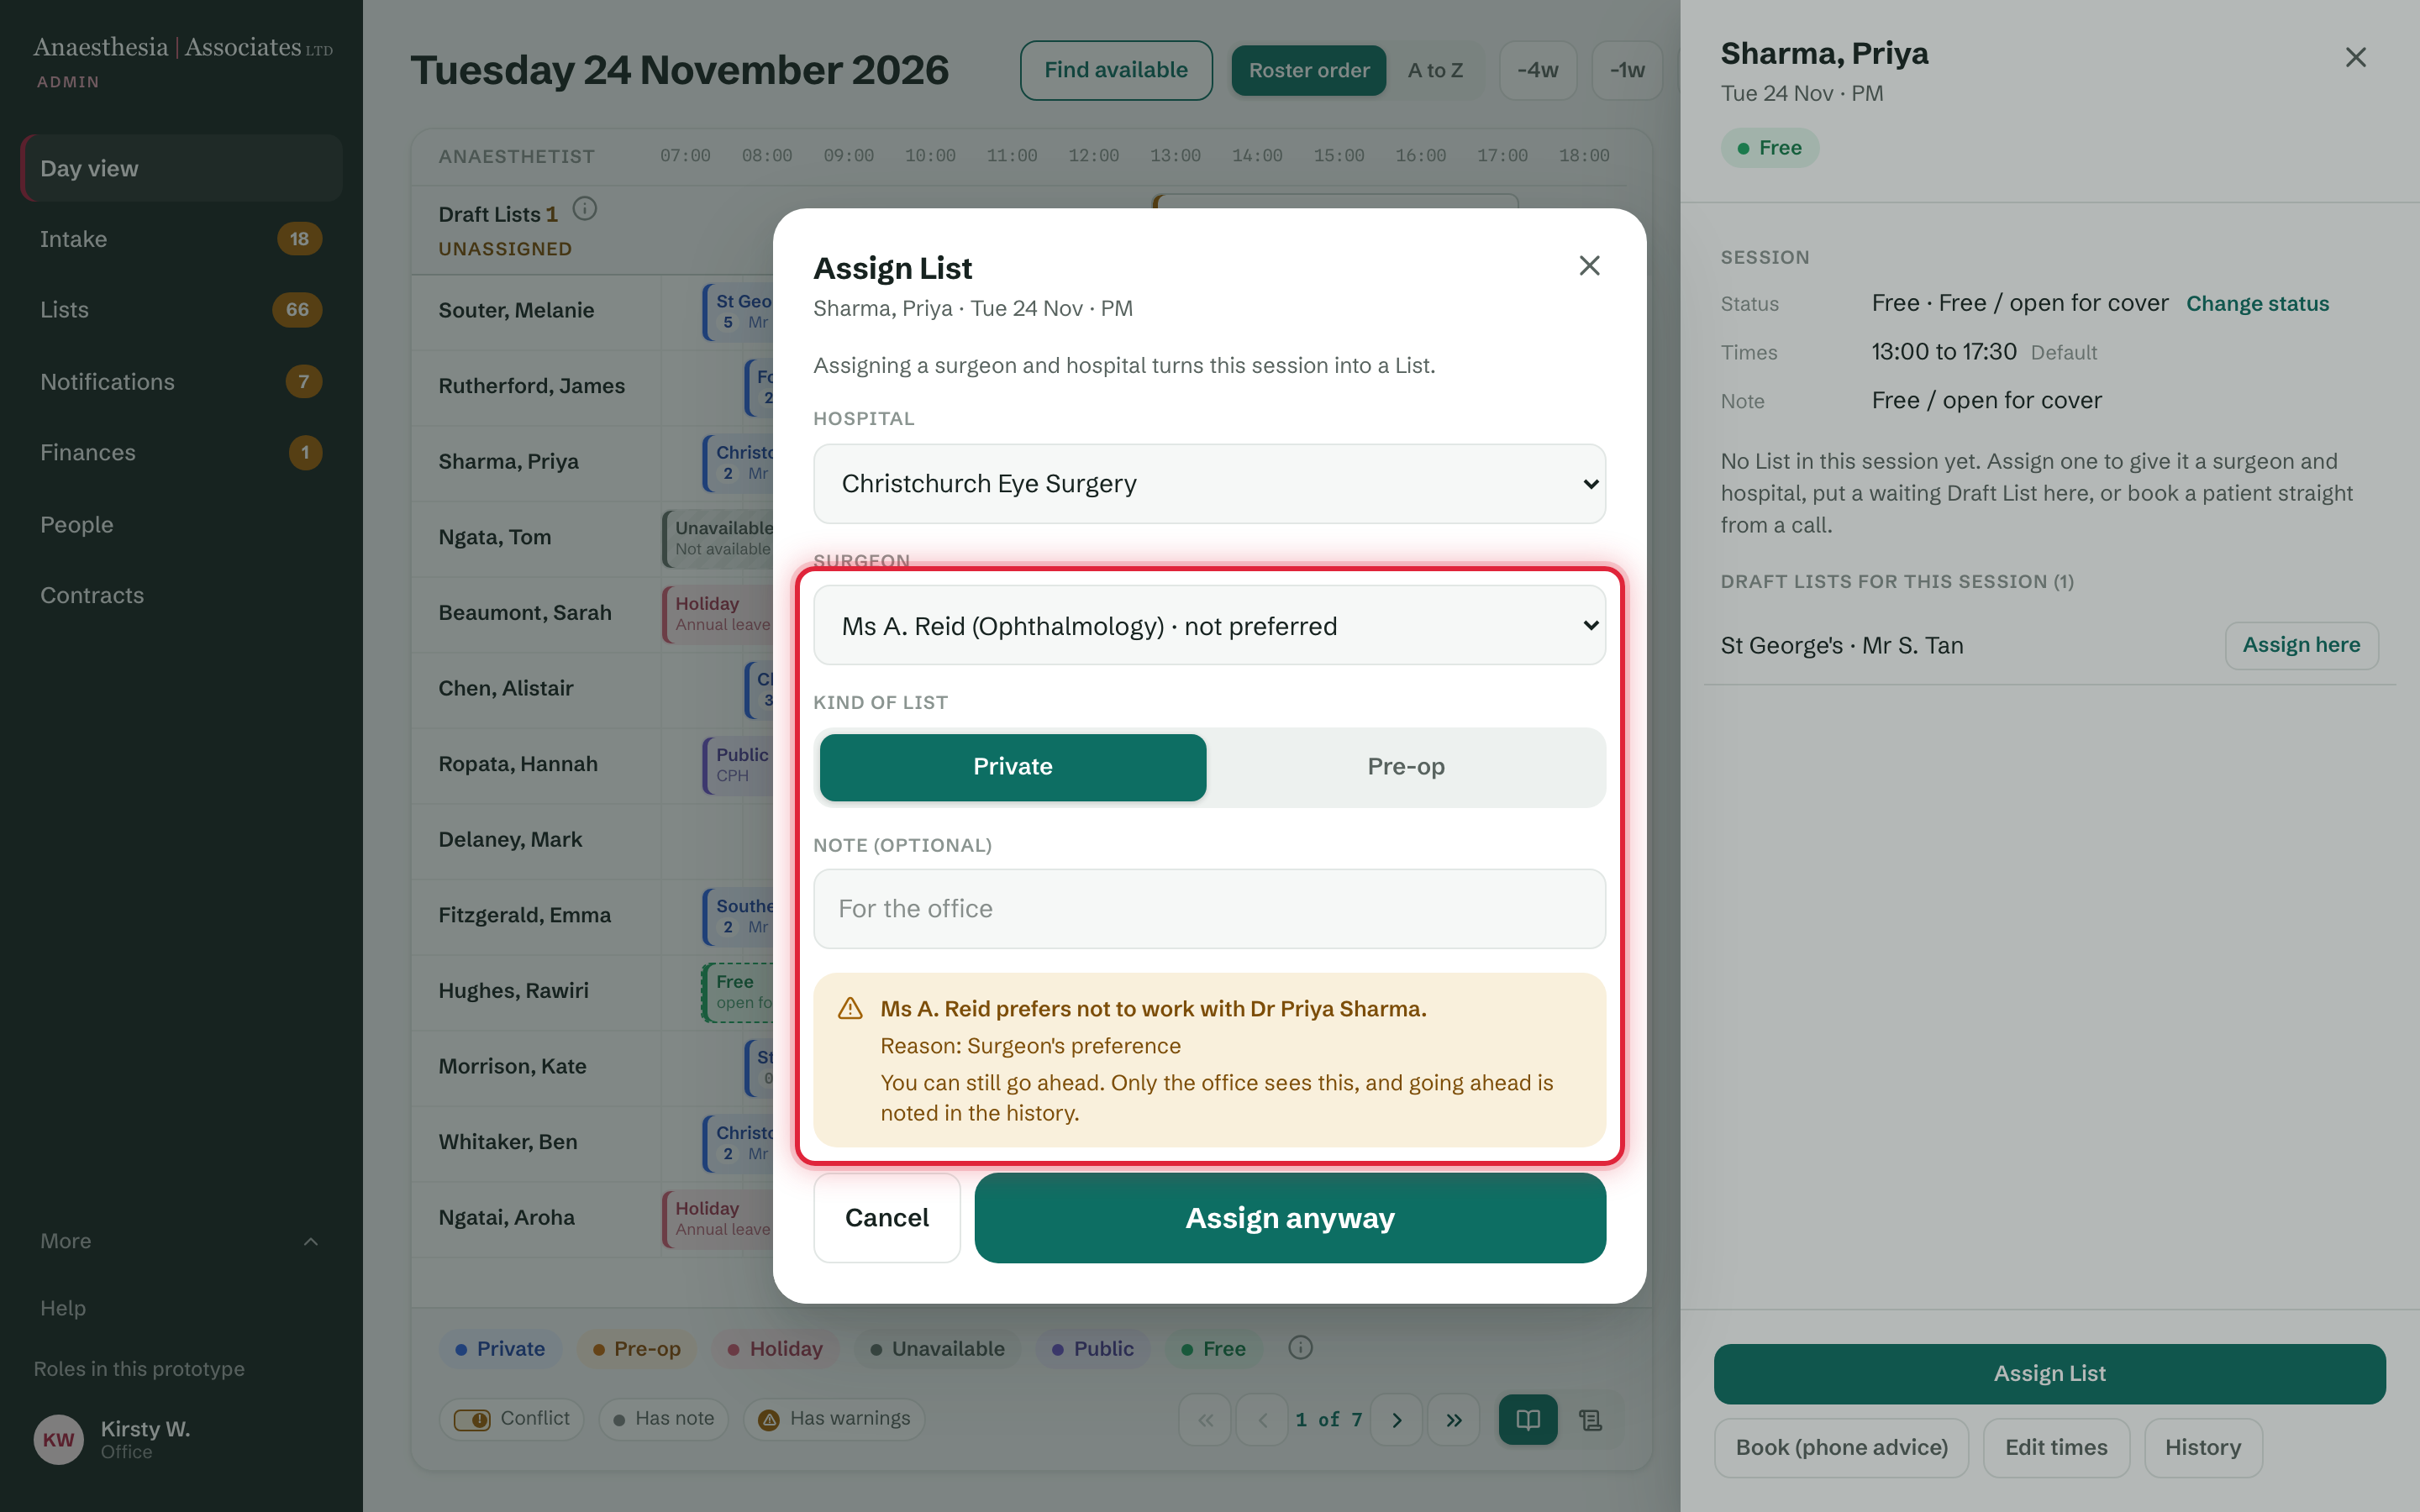 Anaesthesia | Associates LTD
ADMIN
Day view
Intake 18
Lists 66
Notifications 7
Finances 1
People
Contracts
More
Help
Roles in this prototype
KW
Kirsty W.
Office
Tuesday 24 November 2026
Find available
Roster order
A to Z
-4w
-1w
ANAESTHETIST 07:00 08:00 09:00 10:00 11:00 12:00 13:00 14:00 15:00 16:00 17:00 18:00
Draft Lists 1
UNASSIGNED
Souter, Melanie
St Geo
5 Mr
Rutherford, James
Fo
2
Sharma, Priya
Christc
2 Mr
Ngata, Tom
Unavailable
Not available
Beaumont, Sarah
Holiday
Annual leave
Chen, Alistair
Ch
3
Ropata, Hannah
Public
CPH
Delaney, Mark
Fitzgerald, Emma
Southe
2 Mr
Hughes, Rawiri
Free
open fo
Morrison, Kate
St
0
Whitaker, Ben
Christc
2 Mr
Ngatai, Aroha
Holiday
Annual leave
Private
Pre-op
Holiday
Unavailable
Public
Free
Conflict
Has note
Has warnings
1 of 7
Assign List
Sharma, Priya · Tue 24 Nov · PM
Assigning a surgeon and hospital turns this session into a List.
HOSPITAL
Christchurch Eye Surgery
SURGEON
Ms A. Reid (Ophthalmology) · not preferred
KIND OF LIST
Private
Pre-op
NOTE (OPTIONAL)
For the office
Ms A. Reid prefers not to work with Dr Priya Sharma.
Reason: Surgeon's preference
You can still go ahead. Only the office sees this, and going ahead is
noted in the history.
Cancel
Assign anyway
Sharma, Priya
Tue 24 Nov · PM
Free
SESSION
Status Free · Free / open for cover Change status
Times 13:00 to 17:30 Default
Note Free / open for cover
No List in this session yet. Assign one to give it a surgeon and
hospital, put a waiting Draft List here, or book a patient straight
from a call.
DRAFT LISTS FOR THIS SESSION (1)
St George's · Mr S. Tan
Assign here
Assign List
Book (phone advice)
Edit times
History